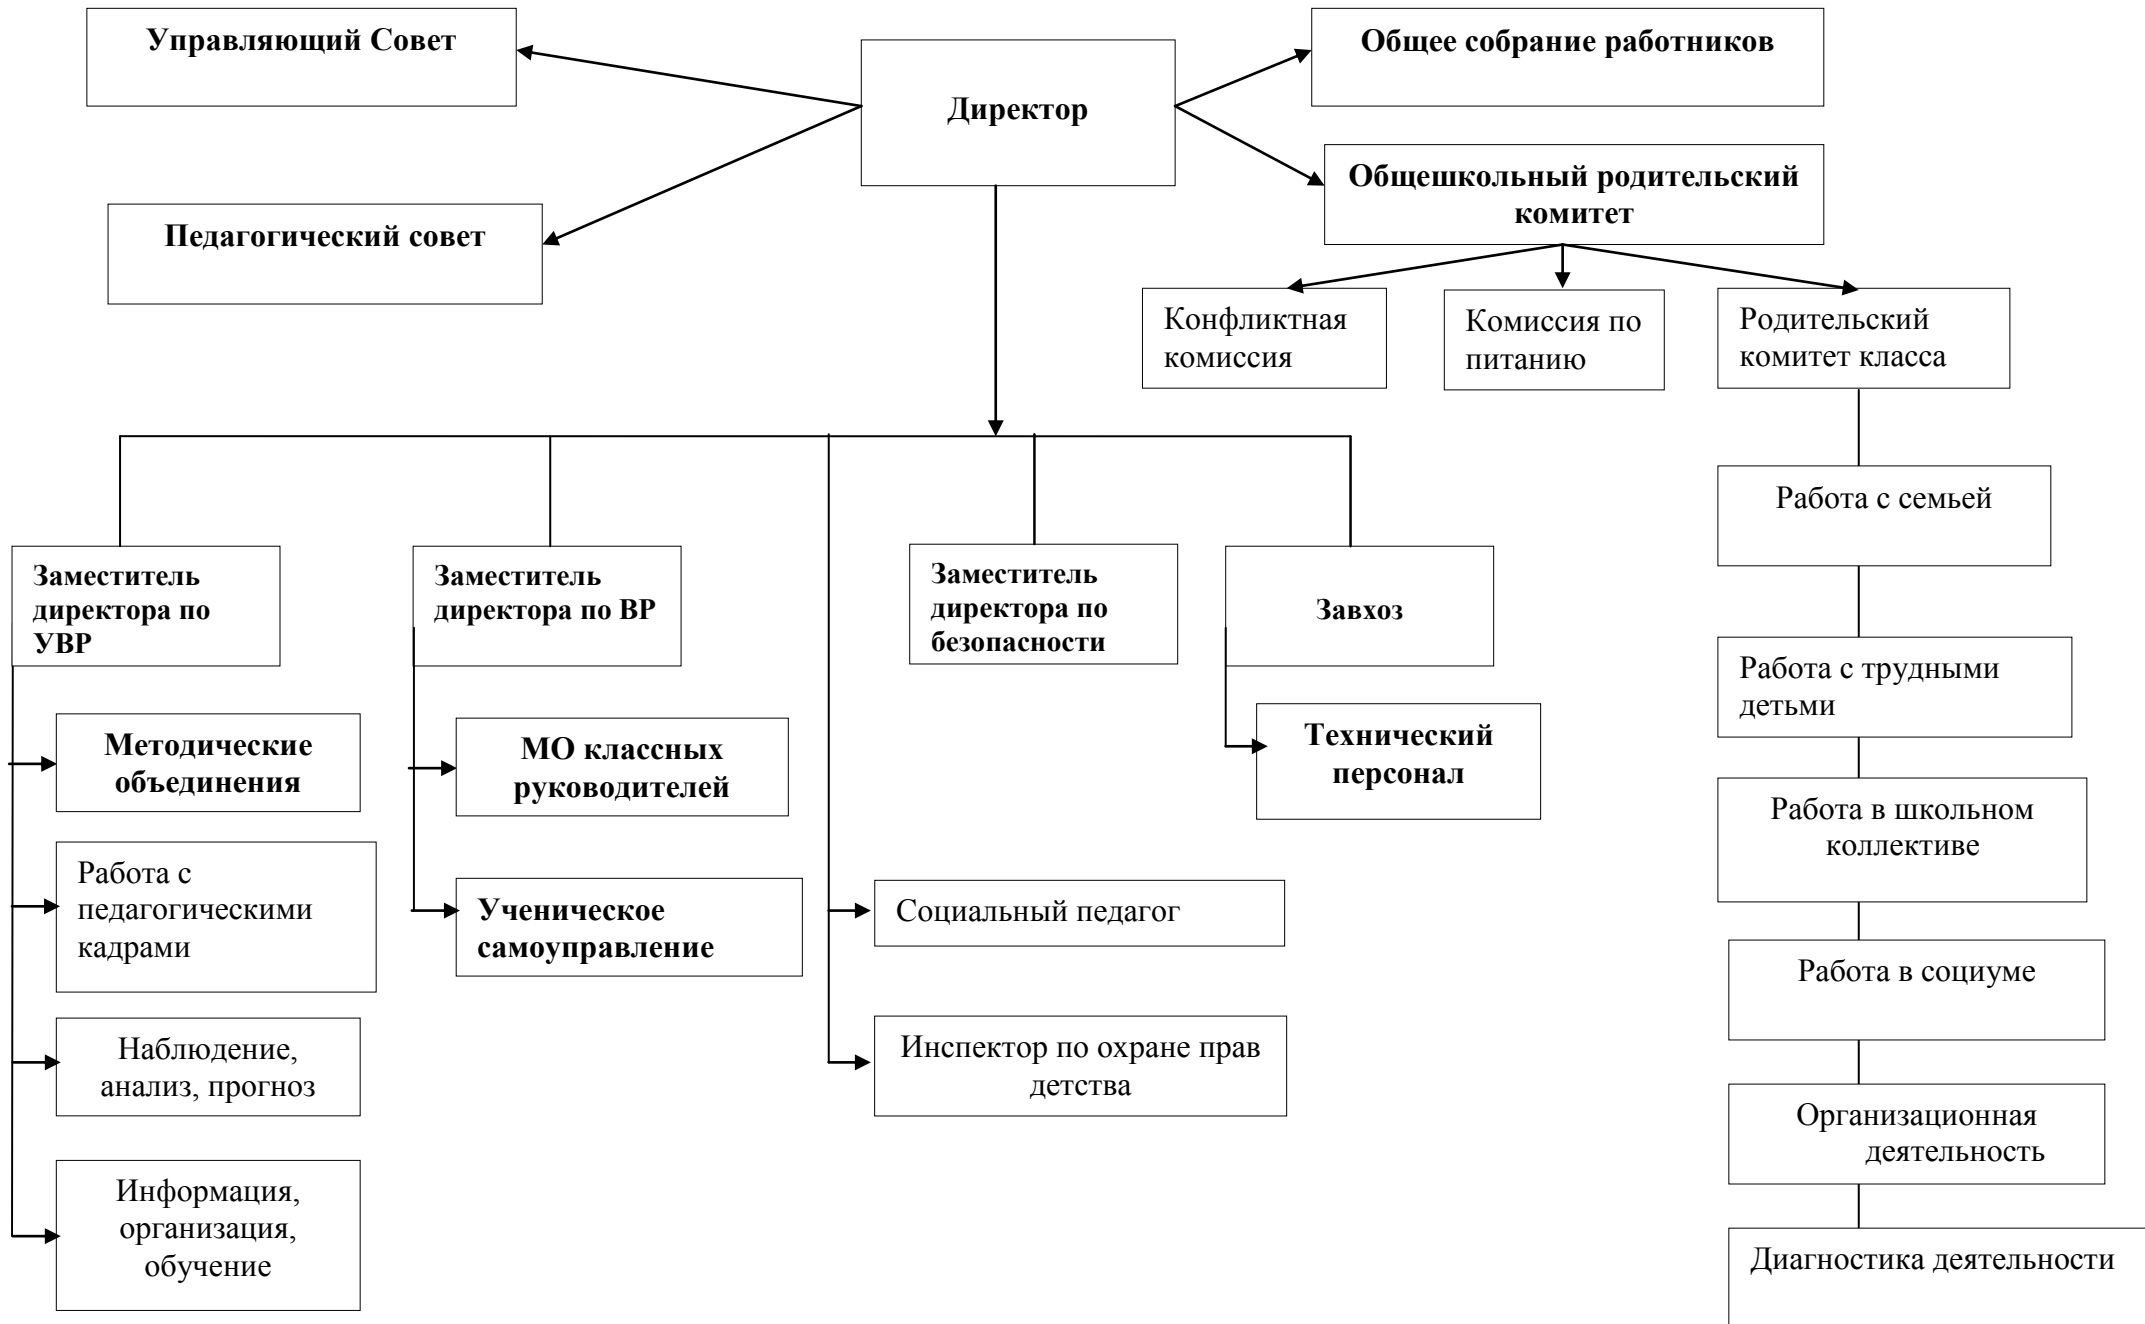 Управляющий Совет
Директор
Общее собрание работников
Общешкольный родительский
комитет
Педагогический совет
Конфликтная
комиссия
Комиссия по
питанию
Родительский
комитет класса
Работа с семьей
Заместитель
директора по
УВР
Заместитель
директора по ВР
Заместитель
директора по
безопасности
Завхоз
Работа с трудными
детьми
Методические
объединения
МО классных
руководителей
Технический
персонал
Работа в школьном
коллективе
Работа с
педагогическими
кадрами
Ученическое
самоуправление
Социальный педагог
Работа в социуме
Наблюдение,
анализ, прогноз
Инспектор по охране прав
детства
Организационная
деятельность
Информация,
организация,
обучение
Диагностика деятельности